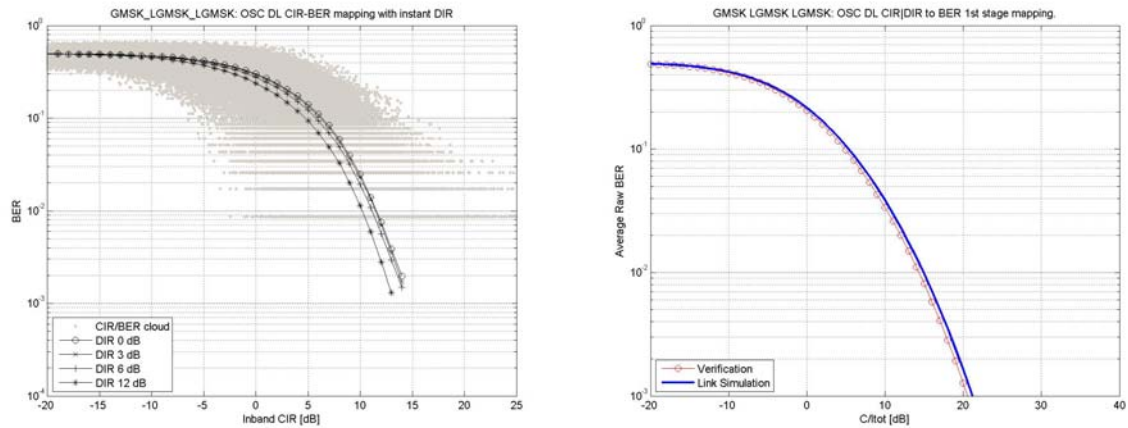 GMSK_LGMSK_LGMSK: OSC DL CIR-BER mapping with instant DIR
10^0
10^-1
10^-2
10^-3
10^-4
BER
CIR/BER cloud
DIR 0 dB
DIR 3 dB
DIR 6 dB
DIR 12 dB
-20 -15 -10 -5 0 5 10 15 20 25
Inband CIR [dB]
GMSK LGMSK LGMSK: OSC DL CIR|DIR to BER 1st stage mapping.
10^0
10^-1
10^-2
10^-3
Average Raw BER
Verification
Link Simulation
-20 -10 0 10 20 30 40
C/Itot [dB]